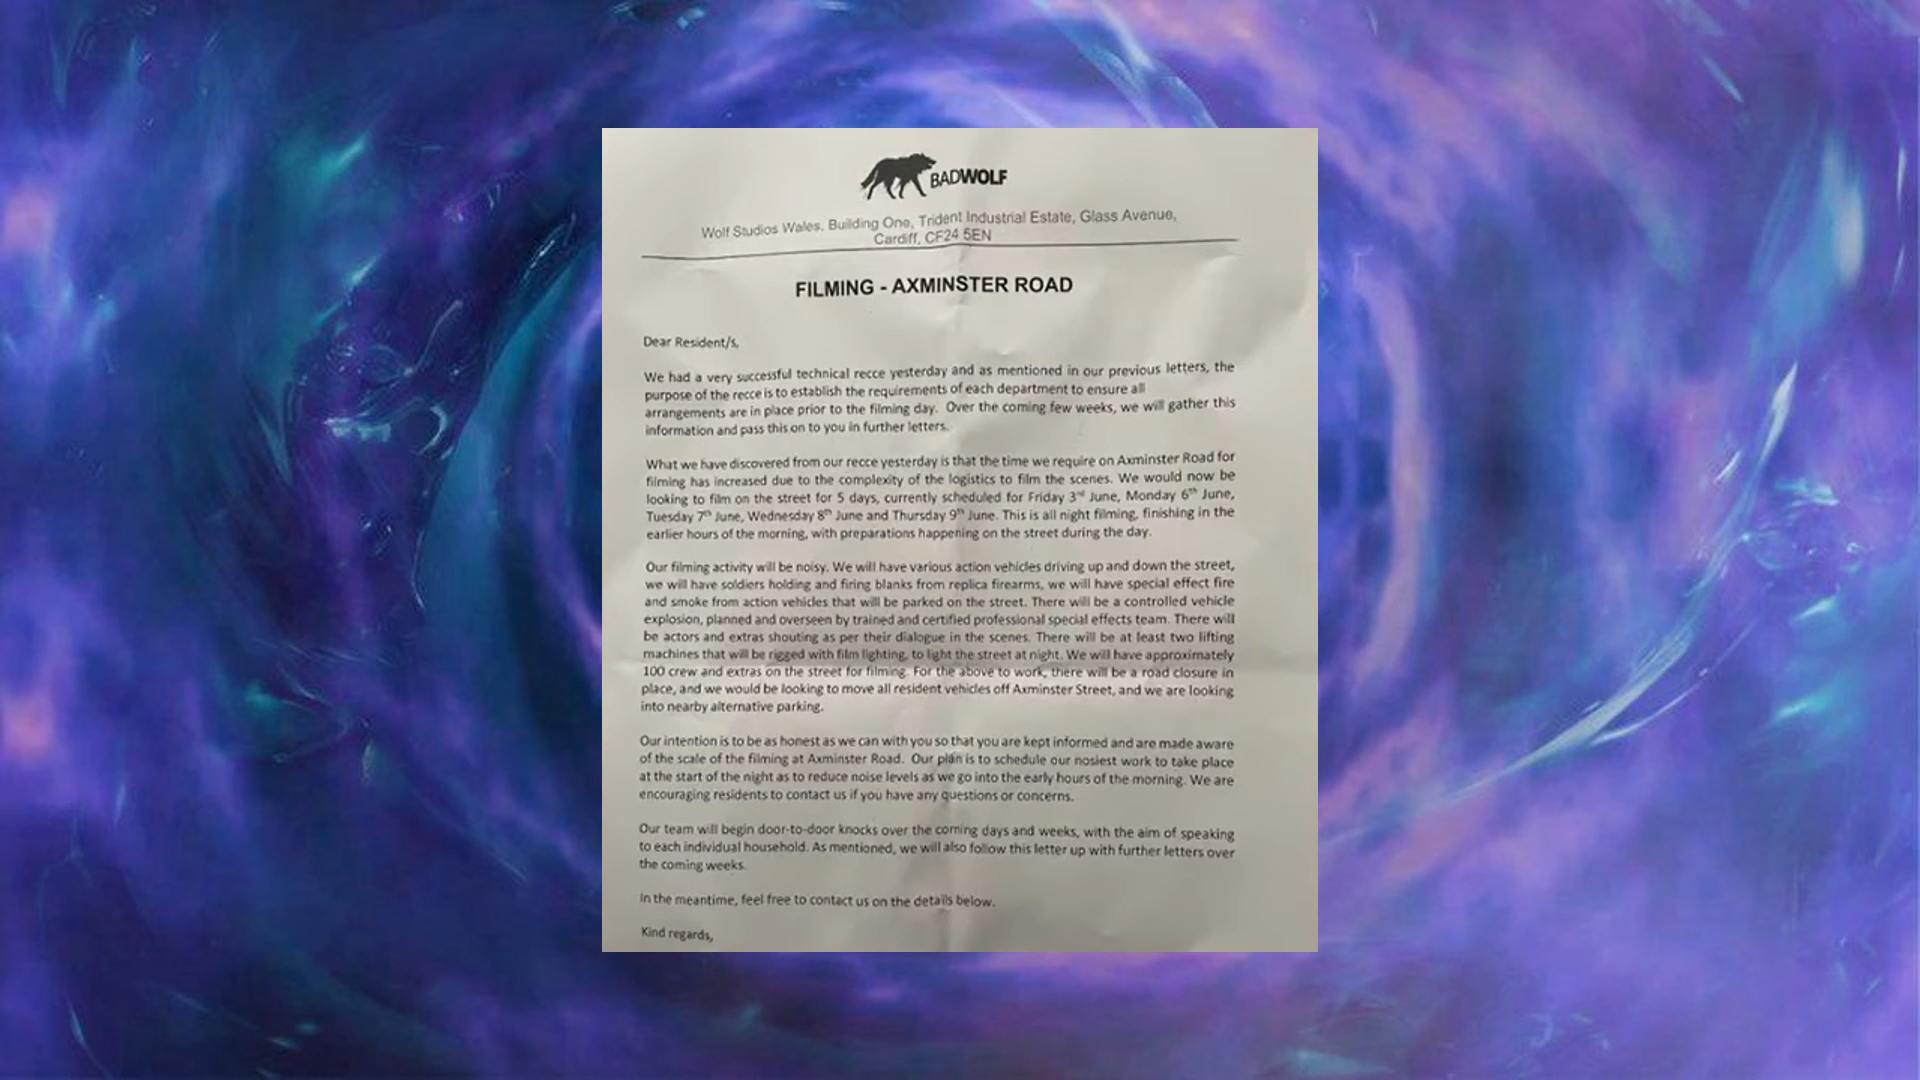 BADWOLF
Wolf Studios Wales, Building One, Trident Industrial Estate, Glass Avenue,
Cardiff, CF24 5EN
FILMING - AXMINSTER ROAD
Dear Resident/s,
We had a very successful technical recce yesterday and as mentioned in our previous letters, the
purpose of the recce is to establish the requirements of each department to ensure all
arrangements are in place prior to the filming day. Over the coming few weeks, we will gather this
information and pass this on to you in further letters.
What we have discovered from our recce yesterday is that the time we require on Axminster Road for
filming has increased due to the complexity of the logistics to film the scenes. We would now be
looking to film on the street for 5 days, currently scheduled for Friday 3rd June, Monday 6th June,
Tuesday 7th June, Wednesday 8th June and Thursday 9th June. This is all night filming, finishing in the
earlier hours of the morning, with preparations happening on the street during the day.
Our filming activity will be noisy. We will have various action vehicles driving up and down the street,
we will have soldiers holding and firing blanks from replica firearms, we will have special effect fire
and smoke from action vehicles that will be parked on the street. There will be a controlled vehicle
explosion, planned and overseen by trained and certified professional special effects team. There will
be actors and extras shouting as per their dialogue in the scenes. There will be at least two lifting
machines that will be rigged with film lighting, to light the street at night. We will have approximately
100 crew and extras on the street for filming. For the above to work, there will be a road closure in
place, and we would be looking to move all resident vehicles off Axminster Street, and we are looking
into nearby alternative parking.
Our intention is to be as honest as we can with you so that you are kept informed and are made aware
of the scale of the filming at Axminster Road. Our plan is to schedule our nosiest work to take place
at the start of the night as to reduce noise levels as we go into the early hours of the morning. We are
encouraging residents to contact us if you have any questions or concerns.
Our team will begin door-to-door knocks over the coming days and weeks, with the aim of speaking
to each individual household. As mentioned, we will also follow this letter up with further letters over
the coming weeks.
In the meantime, feel free to contact us on the details below.
Kind regards,